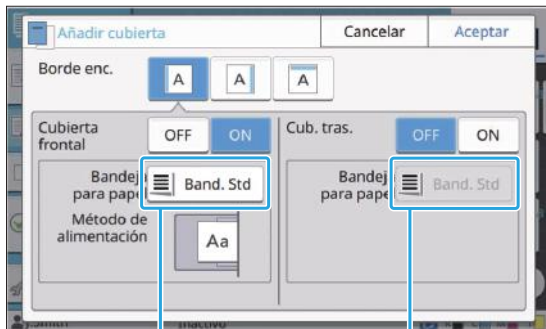 Añadir cubierta
Cancelar
Aceptar
Borde enc.
A
A
A
Cubierta
frontal
OFF
ON
Cub. tras.
OFF
ON
Bandej
para pape
Band. Std
Bandej
para pape
Band. Std
Método de
alimentación
Aa
Smith
Inactivo